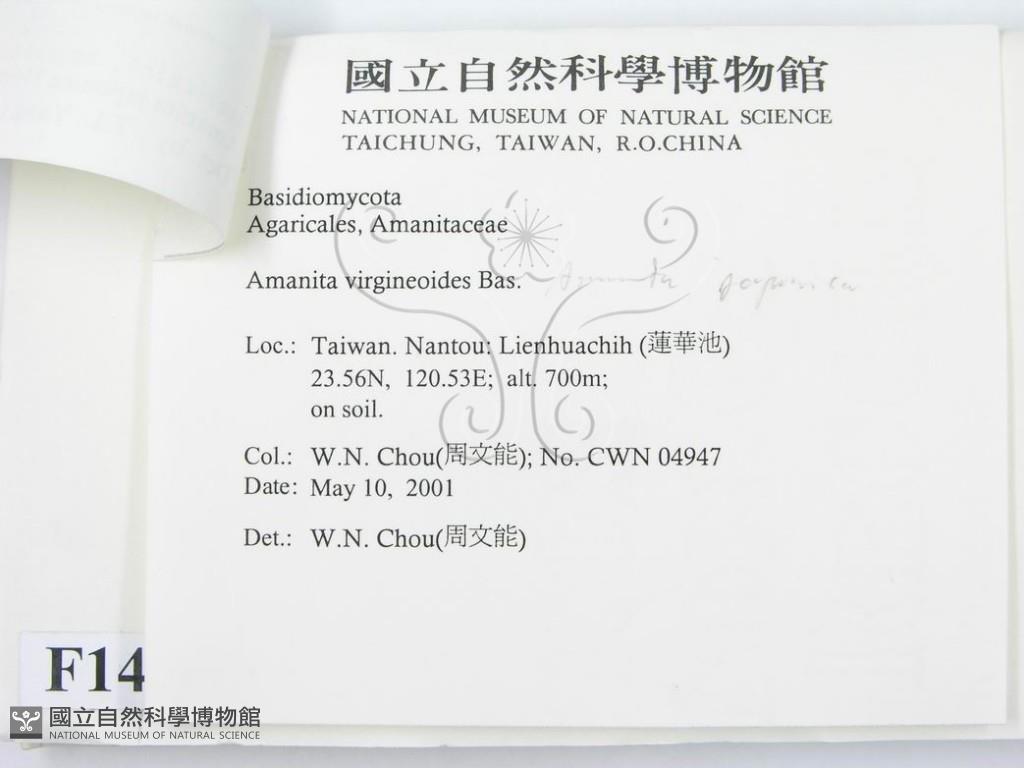 國立自然科學博物館
NATIONAL MUSEUM OF NATURAL SCIENCE
TAICHUNG, TAIWAN, R.O.CHINA
Basidiomycota
Agaricales, Amanitaceae
Amanita virgineoides Bas. Amanita japonica
Loc.: Taiwan. Nantou: Lienhuachih (蓮華池)
23.56N, 120.53E; alt. 700m;
on soil.
Col.: W.N. Chou(周文能); No. CWN 04947
Date: May 10, 2001
Det.: W.N. Chou(周文能)
F14
國立自然科學博物館
NATIONAL MUSEUM OF NATURAL SCIENCE